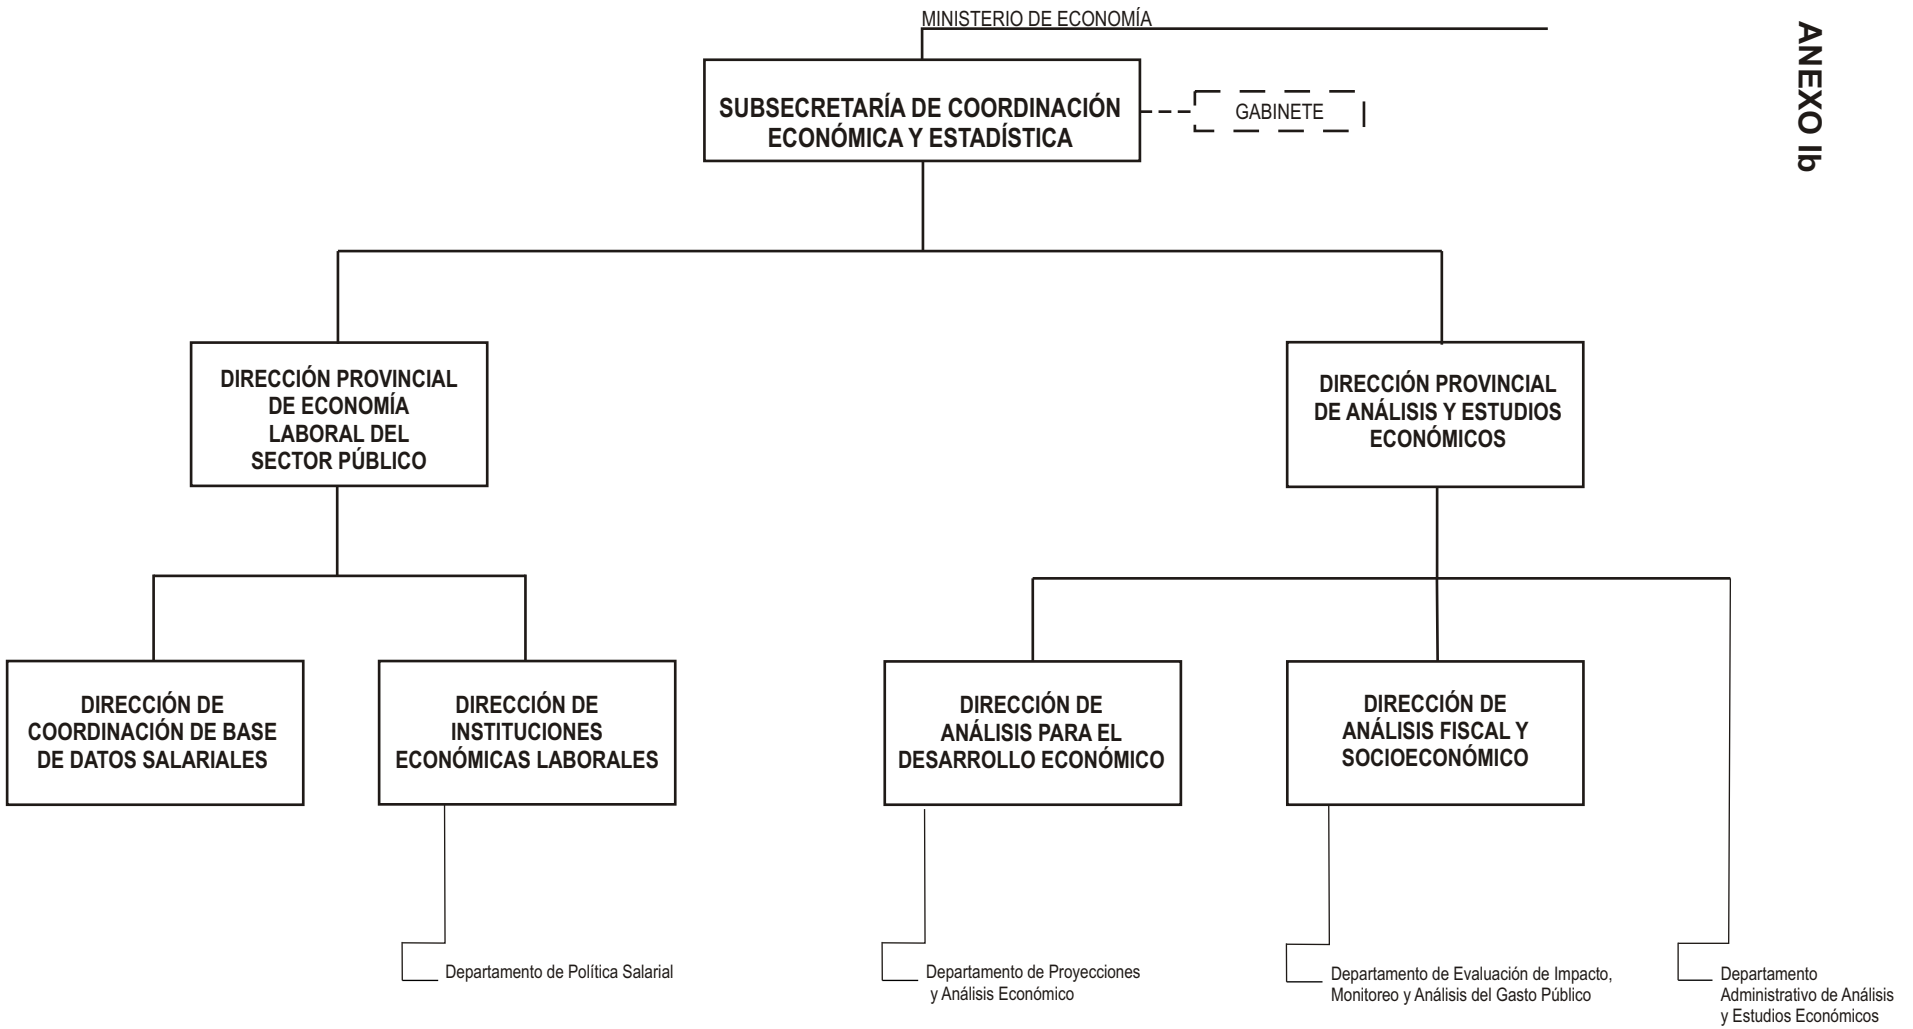 MINISTERIO DE ECONOMÍA
ANEXO Ib
SUBSECRETARÍA DE COORDINACIÓN
ECONÓMICA Y ESTADÍSTICA
GABINETE
DIRECCIÓN PROVINCIAL
DE ECONOMÍA
LABORAL DEL
SECTOR PÚBLICO
DIRECCIÓN PROVINCIAL
DE ANÁLISIS Y ESTUDIOS
ECONÓMICOS
DIRECCIÓN DE
COORDINACIÓN DE BASE
DE DATOS SALARIALES
DIRECCIÓN DE
INSTITUCIONES
ECONÓMICAS LABORALES
DIRECCIÓN DE
ANÁLISIS PARA EL
DESARROLLO ECONÓMICO
DIRECCIÓN DE
ANÁLISIS FISCAL Y
SOCIOECONÓMICO
Departamento de Política Salarial
Departamento de Proyecciones
y Análisis Económico
Departamento de Evaluación de Impacto,
Monitoreo y Análisis del Gasto Público
Departamento
Administrativo de Análisis
y Estudios Económicos